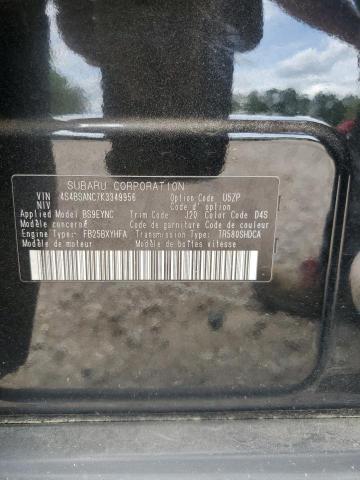 SUBARU CORPORATION
VIN 4S4BSANC7K3349956 Option Code U5ZP
NIV Code d'option
Applied Model BS9EYNC Trim Code J20 Color Code D4S
Modèle concerné Code de garniture Code de couleur
Engine Type FB25BXYHFA Transmission Type TR580SHDCA
Modèle de moteur Modèle de boîtes vitesse